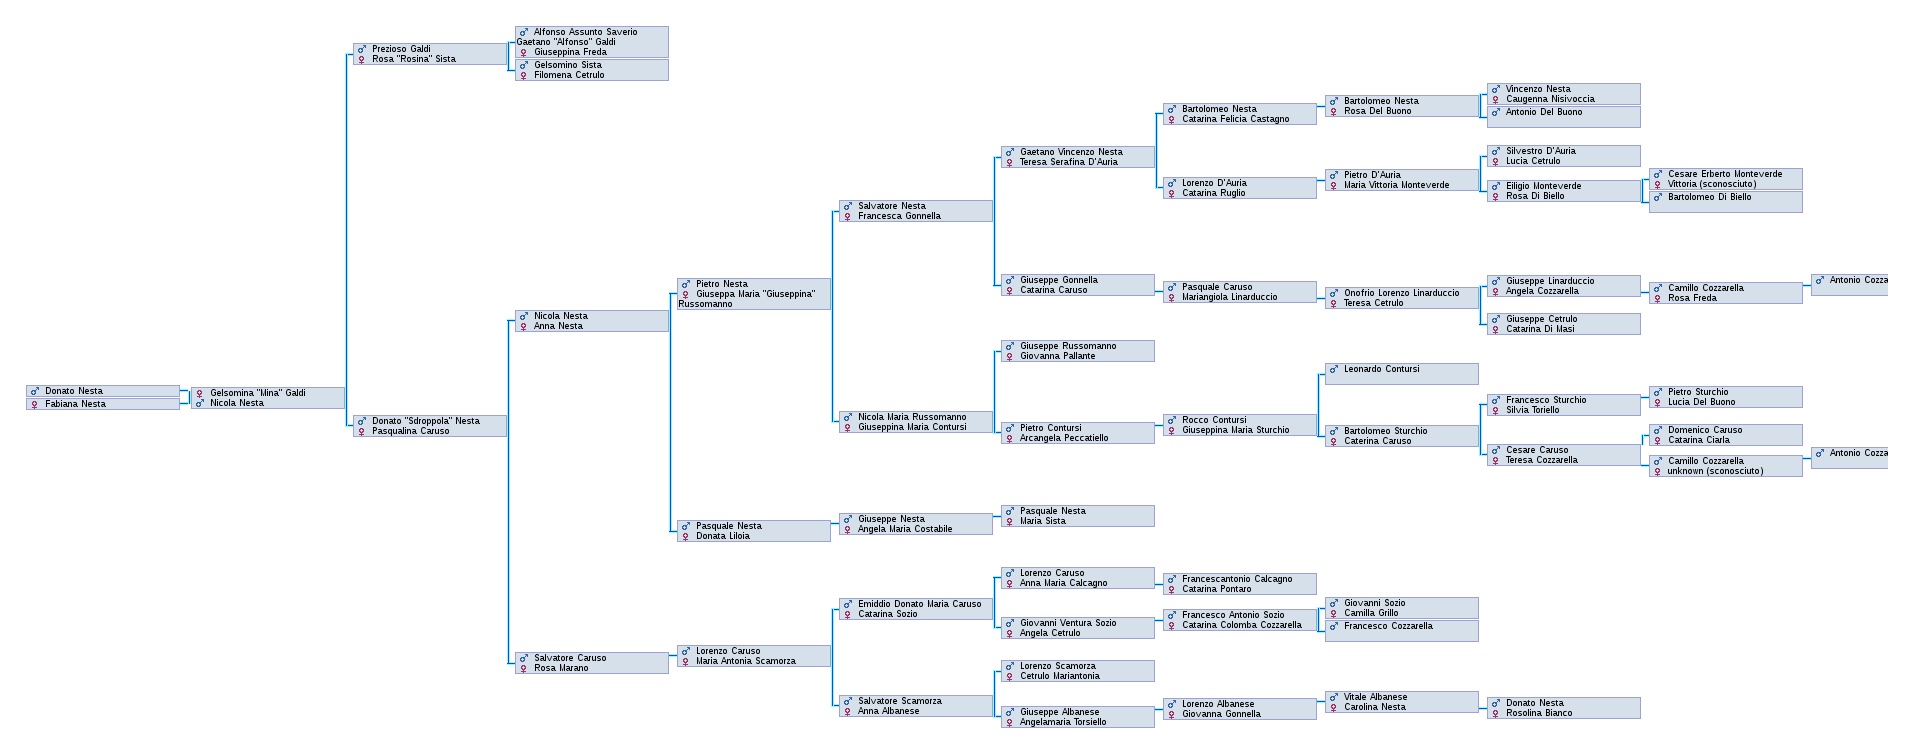 Donato Nesta
Fabiana Nesta
Gelsomina "Mina" Galdi
Nicola Nesta
Prezioso Galdi
Rosa "Rosina" Sista
Donato "Sdroppola" Nesta
Pasqualina Caruso
Alfonso Assunto Saverio
Gaetano "Alfonso" Galdi
Giuseppina Freda
Gelsomino Sista
Filomena Cetrulo
Nicola Nesta
Anna Nesta
Salvatore Caruso
Rosa Marano
Pietro Nesta
Giuseppa Maria "Giuseppina"
Russomanno
Pasquale Nesta
Donata Liloia
Lorenzo Caruso
Maria Antonia Scamorza
Salvatore Nesta
Francesca Gonnella
Nicola Maria Russomanno
Giuseppina Maria Contursi
Giuseppe Nesta
Angela Maria Costabile
Emiddio Donato Maria Caruso
Catarina Sozio
Salvatore Scamorza
Anna Albanese
Gaetano Vincenzo Nesta
Teresa Serafina D'Auria
Giuseppe Gonnella
Catarina Caruso
Giuseppe Russomanno
Giovanna Pallante
Pietro Contursi
Arcangela Peccatiello
Pasquale Nesta
Maria Sista
Lorenzo Caruso
Anna Maria Calcagno
Giovanni Ventura Sozio
Angela Cetrulo
Lorenzo Scamorza
Cetrulo Mariantonia
Giuseppe Albanese
Angelamaria Torsiello
Bartolomeo Nesta
Catarina Felicia Castagno
Lorenzo D'Auria
Catarina Ruglio
Pasquale Caruso
Mariangiola Linarduccio
Rocco Contursi
Giuseppina Maria Sturchio
Francescantonio Calcagno
Catarina Pontaro
Francesco Antonio Sozio
Catarina Colomba Cozzarella
Lorenzo Albanese
Giovanna Gonnella
Bartolomeo Nesta
Rosa Del Buono
Pietro D'Auria
Maria Vittoria Monteverde
Onofrio Lorenzo Linarduccio
Teresa Cetrulo
Leonardo Contursi
Bartolomeo Sturchio
Caterina Caruso
Giovanni Sozio
Camilla Grillo
Francesco Cozzarella
Vitale Albanese
Carolina Nesta
Vincenzo Nesta
Caugenna Nisivoccia
Antonio Del Buono
Silvestro D'Auria
Lucia Cetrulo
Eiligio Monteverde
Rosa Di Biello
Giuseppe Linarduccio
Angela Cozzarella
Giuseppe Cetrulo
Catarina Di Masi
Francesco Sturchio
Silvia Toriello
Cesare Caruso
Teresa Cozzarella
Donato Nesta
Rosolina Bianco
Cesare Erberto Monteverde
Vittoria (sconosciuto)
Bartolomeo Di Biello
Camillo Cozzarella
Rosa Freda
Pietro Sturchio
Lucia Del Buono
Domenico Caruso
Catarina Ciarla
Camillo Cozzarella
unknown (sconosciuto)
Antonio Cozza
Antonio Cozza